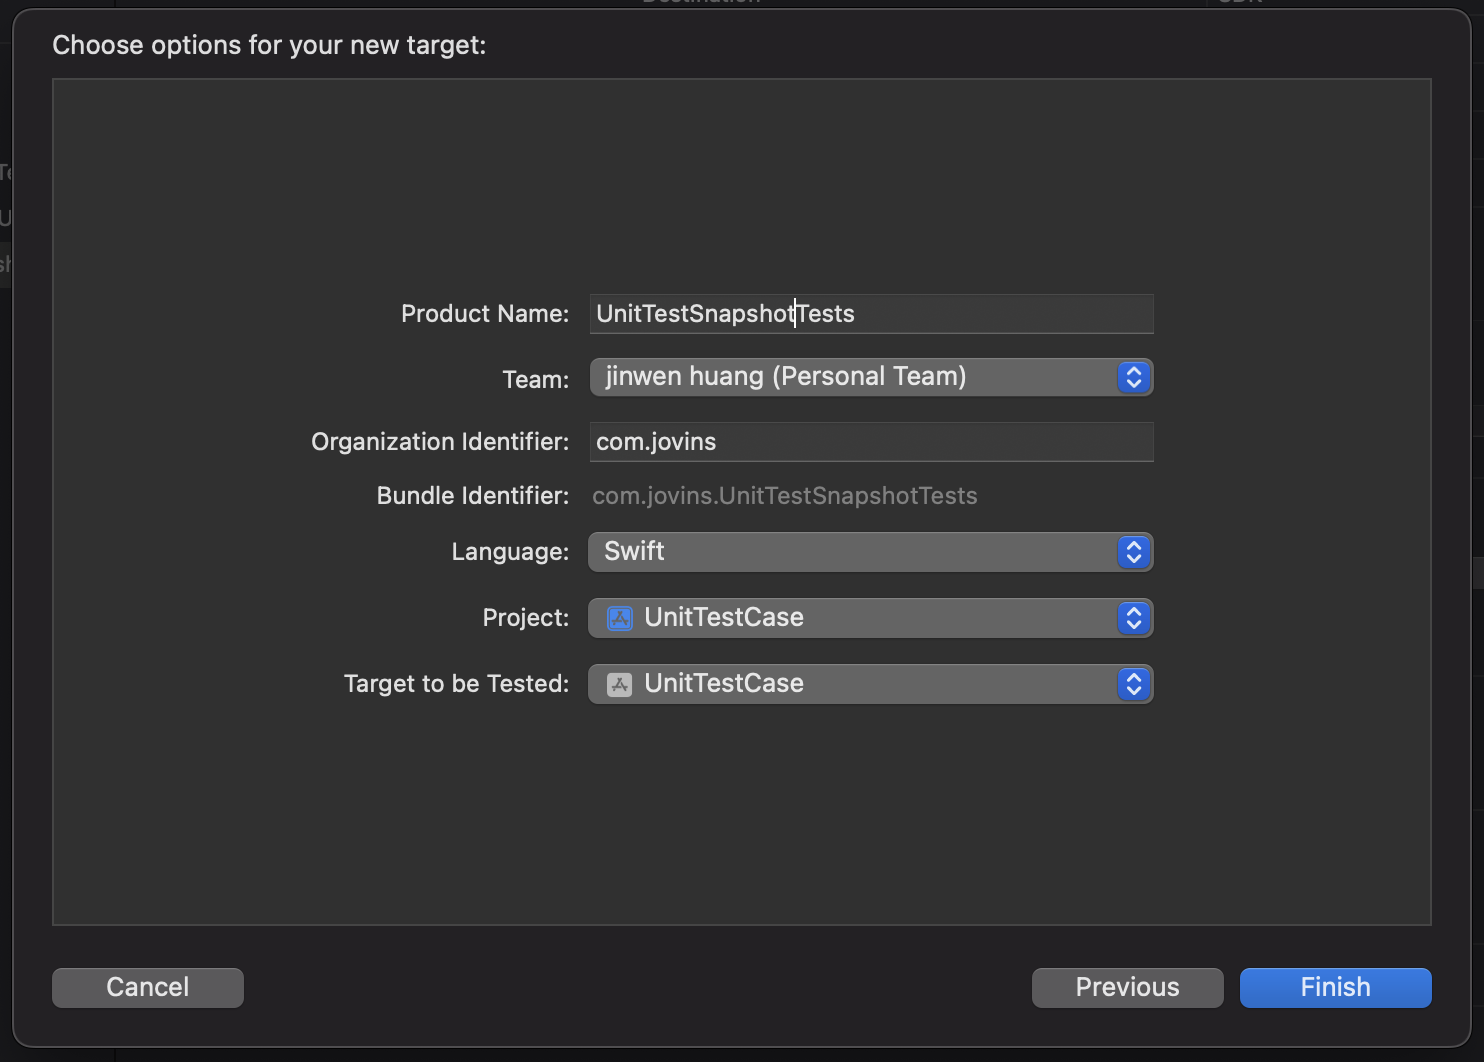 Choose options for your new target:
Product Name: UnitTestSnapshotTests
Team: jinwen huang (Personal Team)
Organization Identifier: com.jovins
Bundle Identifier: com.jovins.UnitTestSnapshotTests
Language: Swift
Project: UnitTestCase
Target to be Tested: UnitTestCase
Cancel Previous Finish